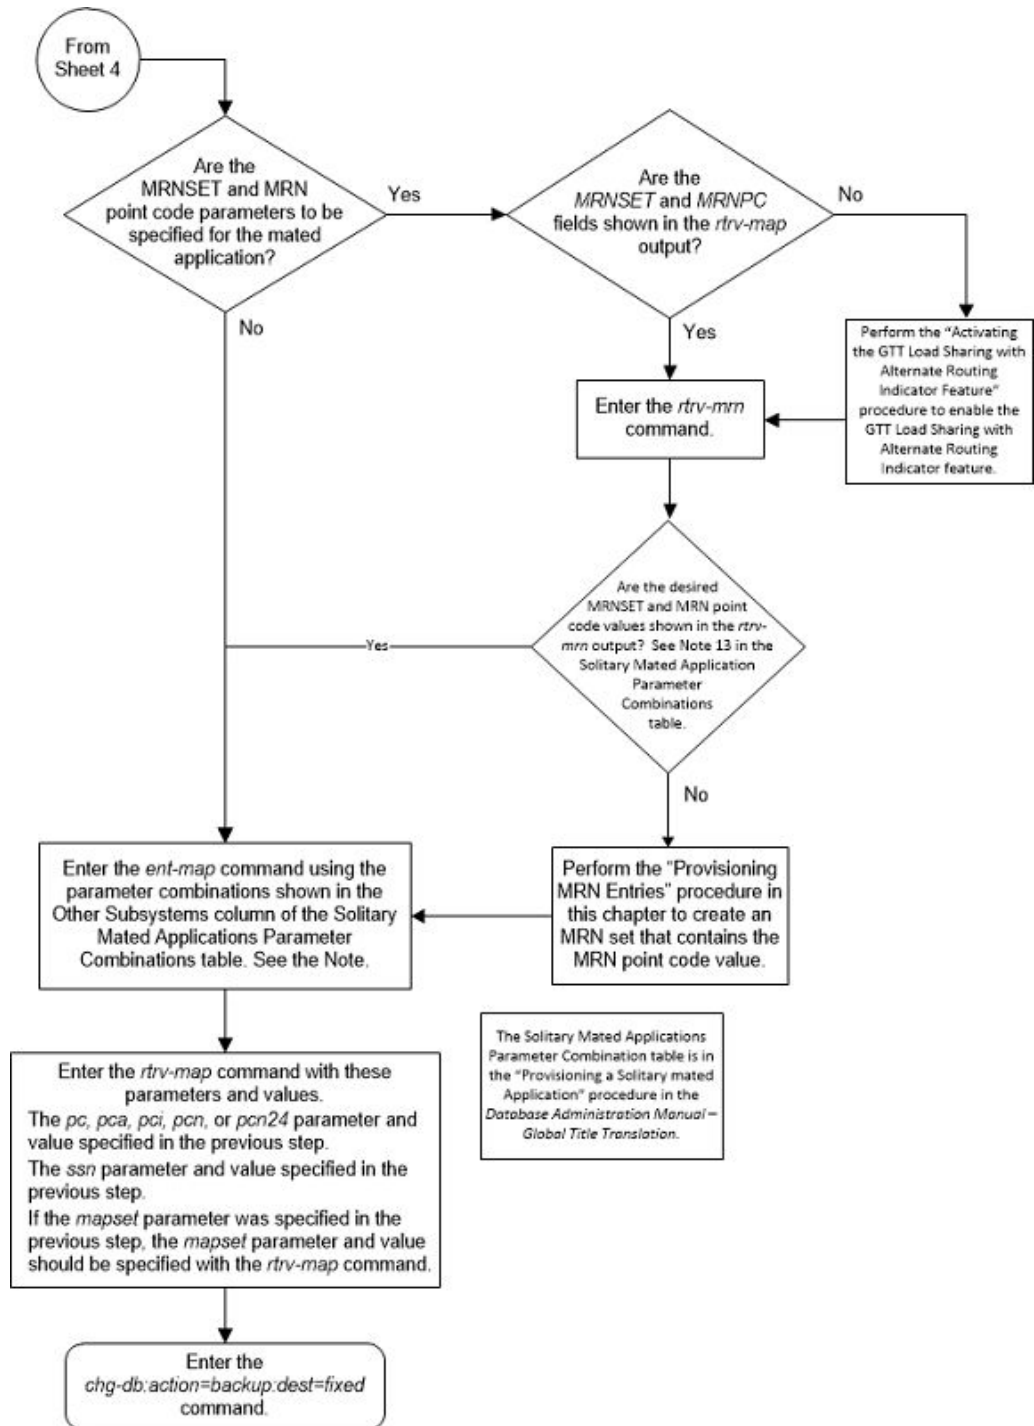 From
Sheet 4
Are the
MRNSET and MRN
point code parameters to be
specified for the mated
application?
Yes
No
Are the
MRNSET and MRNPC
fields shown in the rtrv-map
output?
No
Yes
Perform the “Activating
the GTT Load Sharing with
Alternate Routing
Indicator Feature”
procedure to enable the
GTT Load Sharing with
Alternate Routing
Indicator feature.
Enter the rtrv-mrn
command.
Are the desired
MRNSET and MRN point
code values shown in the rtrv-
mrn output? See Note 13 in the
Solitary Mated Application
Parameter
Combinations
table.
Yes
No
Enter the ent-map command using the
parameter combinations shown in the
Other Subsystems column of the Solitary
Mated Applications Parameter
Combinations table. See the Note.
Perform the “Provisioning
MRN Entries” procedure in
this chapter to create an
MRN set that contains the
MRN point code value.
The Solitary Mated Applications
Parameter Combination table is in
the “Provisioning a Solitary mated
Application” procedure in the
Database Administration Manual –
Global Title Translation.
Enter the rtrv-map command with these
parameters and values.
The pc, pca, pci, pcn, or pcn24 parameter and
value specified in the previous step.
The ssn parameter and value specified in the
previous step.
If the mapset parameter was specified in the
previous step, the mapset parameter and value
should be specified with the rtrv-map command.
Enter the
chg-db:action=backup:dest=fixed
command.